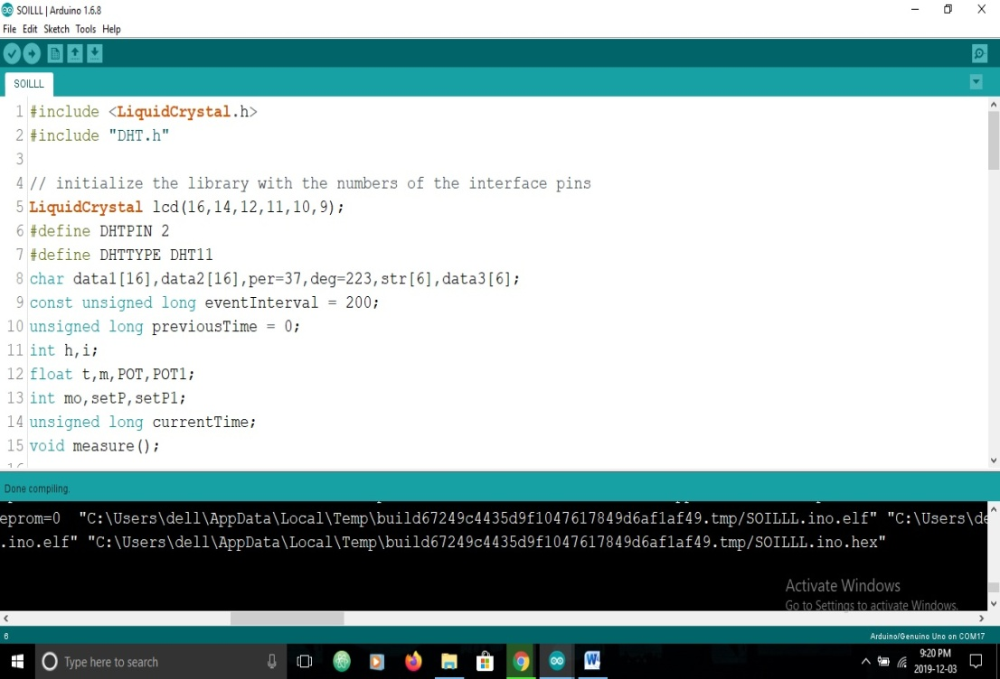 SOILLL | Arduino 1.6.8
File Edit Sketch Tools Help
SOILLL
1 #include <LiquidCrystal.h>
2 #include "DHT.h"
3
4 // initialize the library with the numbers of the interface pins
5 LiquidCrystal lcd(16,14,12,11,10,9);
6 #define DHTPIN 2
7 #define DHTTYPE DHT11
8 char data1[16],data2[16],per=37,deg=223,str[6],data3[6];
9 const unsigned long eventInterval = 200;
10 unsigned long previousTime = 0;
11 int h,i;
12 float t,m,POT,POT1;
13 int mo,setP,setP1;
14 unsigned long currentTime;
15 void measure();
Done compiling.
eprom=0 "C:\Users\dell\AppData\Local\Temp\build67249c4435d9f1047617849d6af1af49.tmp/SOILLL.ino.elf" "C:\Users\de
.ino.elf" "C:\Users\dell\AppData\Local\Temp\build67249c4435d9f1047617849d6af1af49.tmp/SOILLL.ino.hex"
Activate Windows
Go to Settings to activate Windows.
6 Arduino/Genuino Uno on COM17
Type here to search
9:20 PM
2019-12-03